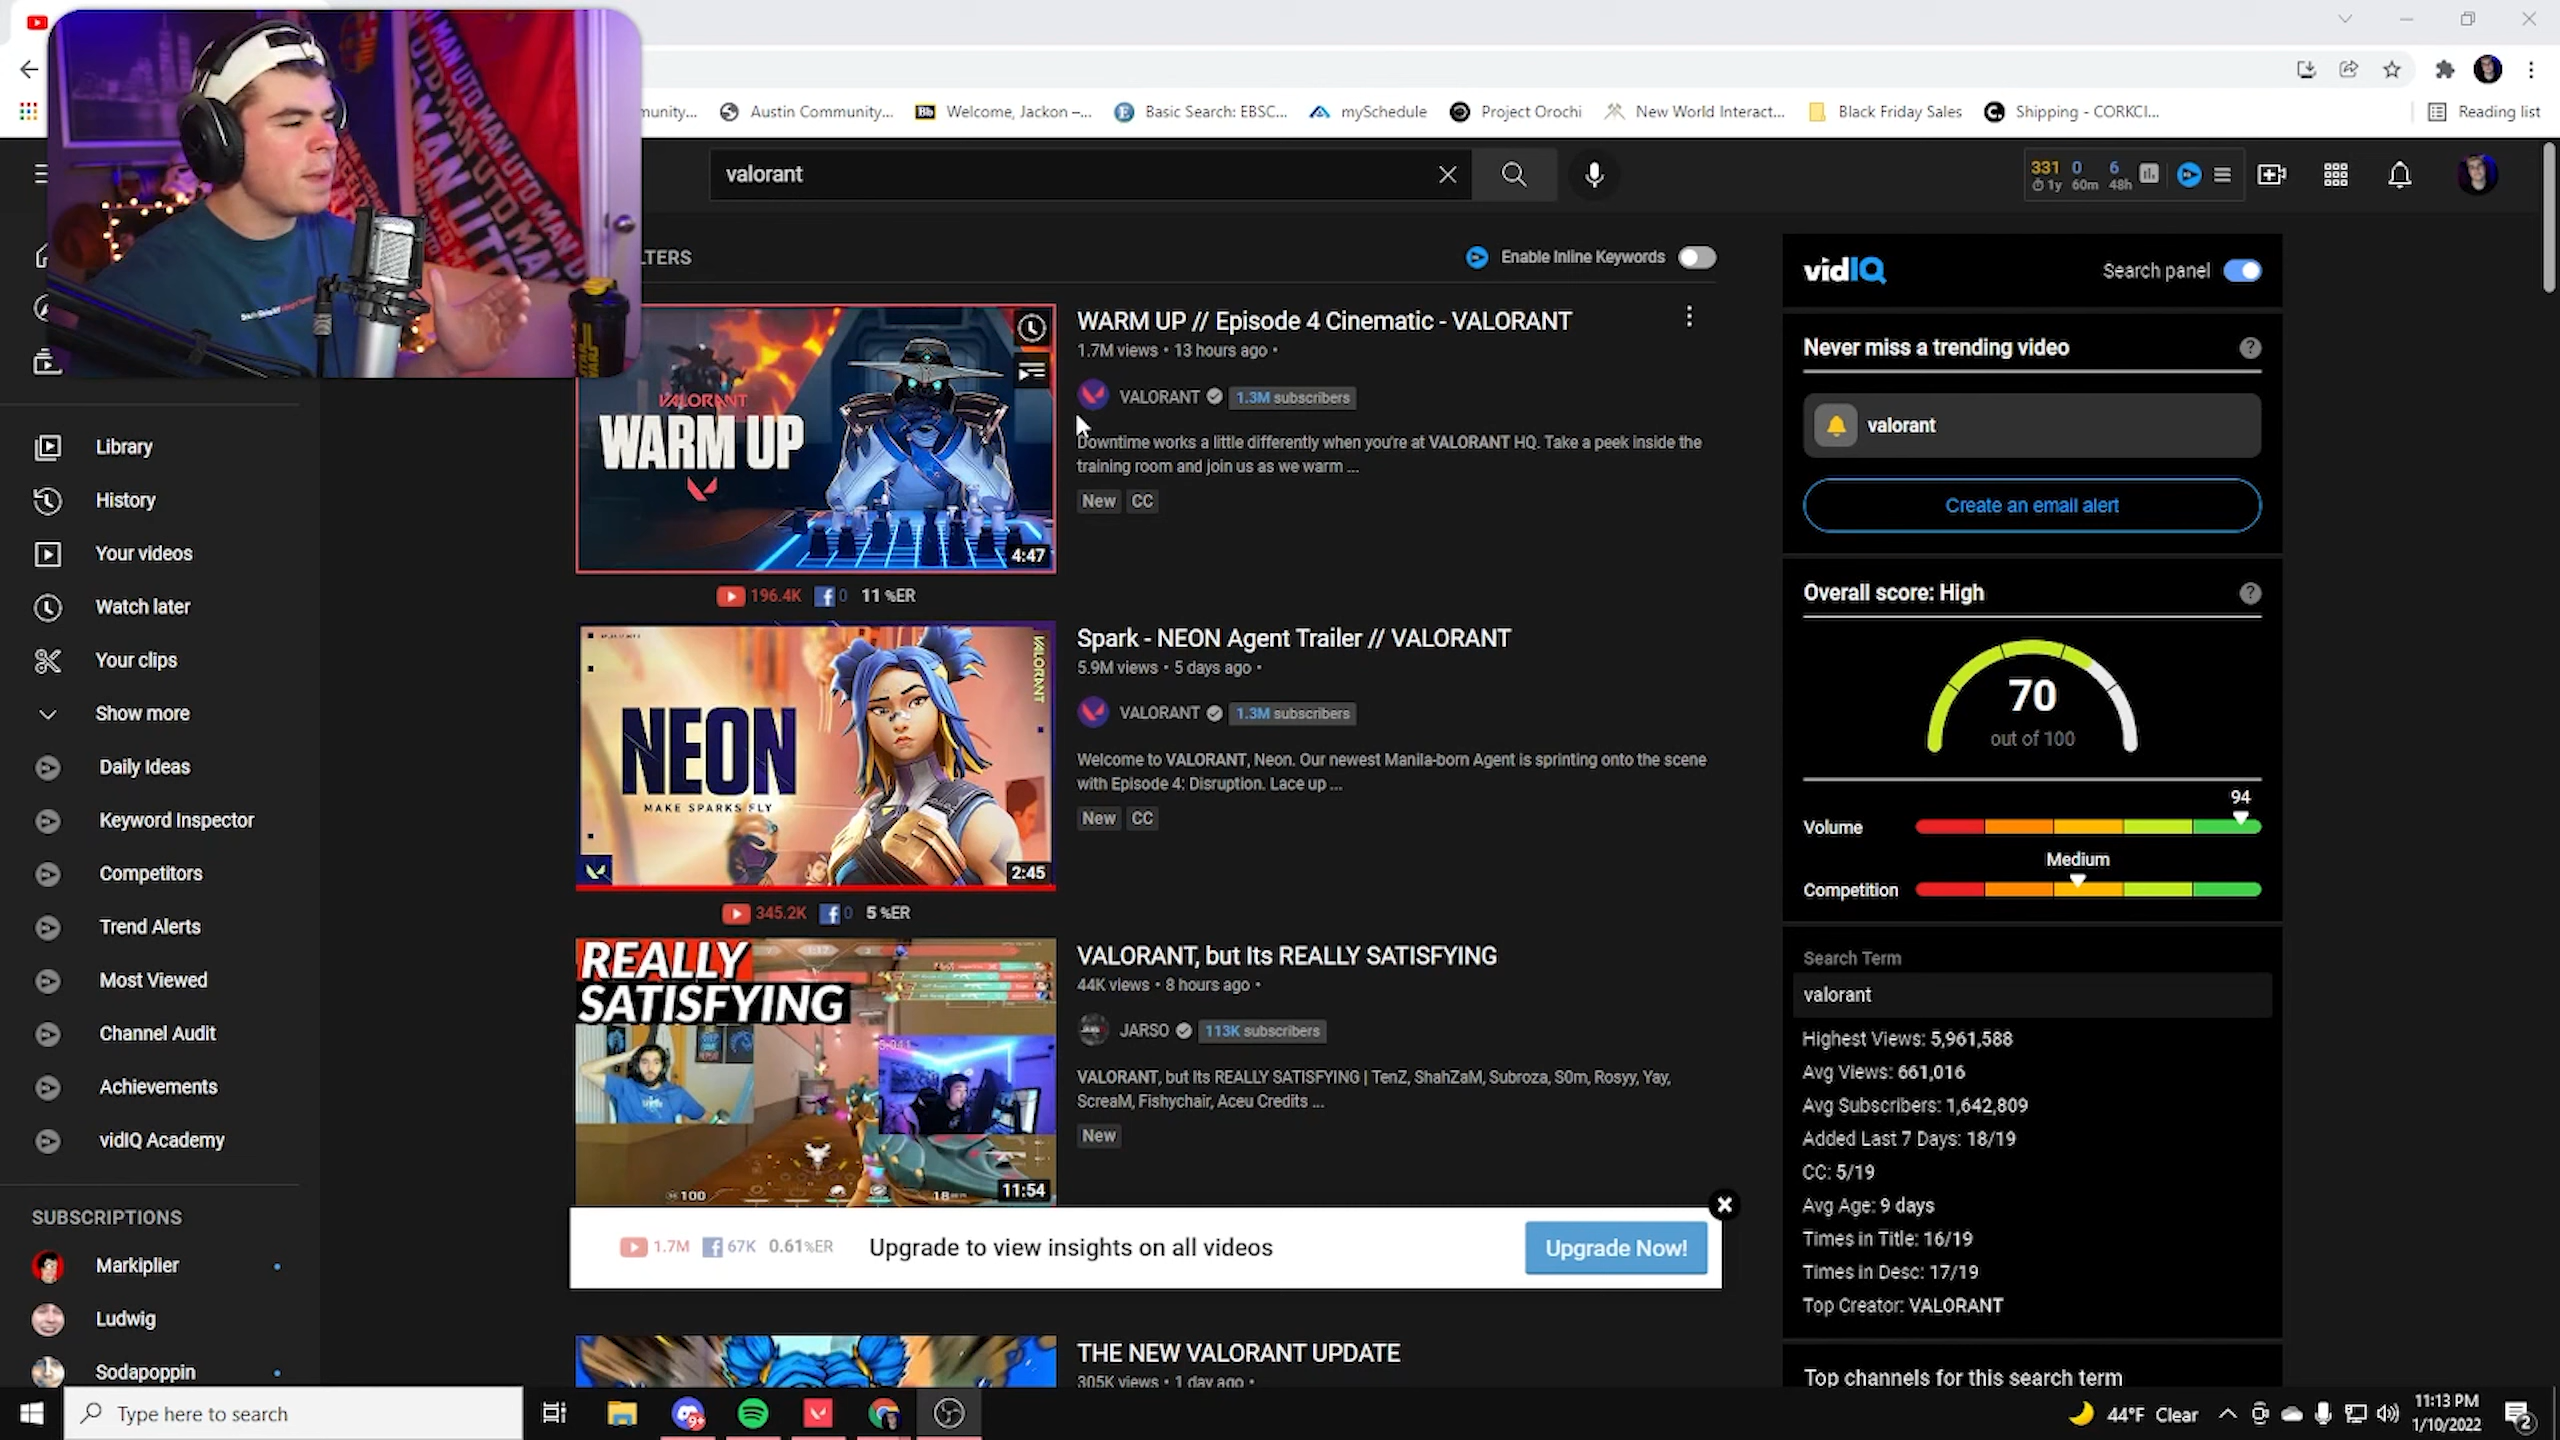 munity...
Austin Community...
Bb Welcome, Jackon –...
Basic Search: EBSC...
mySchedule
Project Orochi
New World Interact...
Black Friday Sales
Shipping - CORKCI...
Reading list
valorant
331 0 6
1y 60m 48h
LTERS
Enable Inline Keywords
WARM UP // Episode 4 Cinematic - VALORANT
1.7M views • 13 hours ago •
VALORANT 1.3M subscribers
Downtime works a little differently when you're at VALORANT HQ. Take a peek inside the
training room and join us as we warm ...
New CC
VALORANT
WARM UP
4:47
196.4K 0 11 %ER
Spark - NEON Agent Trailer // VALORANT
5.9M views • 5 days ago •
VALORANT 1.3M subscribers
Welcome to VALORANT, Neon. Our newest Manila-born Agent is sprinting onto the scene
with Episode 4: Disruption. Lace up ...
New CC
VALORANT
NEON
MAKE SPARKS FLY
2:45
345.2K 0 5 %ER
REALLY
SATISFYING
100
18
11:54
VALORANT, but Its REALLY SATISFYING
44K views • 8 hours ago •
JARSO 113K subscribers
VALORANT, but Its REALLY SATISFYING | TenZ, ShahZaM, Subroza, S0m, Rosyy, Yay,
ScreaM, Fishychair, Aceu Credits ...
New
1.7M 67K 0.61%ER Upgrade to view insights on all videos Upgrade Now!
THE NEW VALORANT UPDATE
305K views • 1 day ago •
Library
History
Your videos
Watch later
Your clips
Show more
Daily Ideas
Keyword Inspector
Competitors
Trend Alerts
Most Viewed
Channel Audit
Achievements
vidIQ Academy
SUBSCRIPTIONS
Markiplier
Ludwig
Sodapoppin
vidIQ
Search panel
Never miss a trending video
valorant
Create an email alert
Overall score: High
70
out of 100
94
Volume
Medium
Competition
Search Term
valorant
Highest Views: 5,961,588
Avg Views: 661,016
Avg Subscribers: 1,642,809
Added Last 7 Days: 18/19
CC: 5/19
Avg Age: 9 days
Times in Title: 16/19
Times in Desc: 17/19
Top Creator: VALORANT
Top channels for this search term
Type here to search
9+
44°F Clear
11:13 PM
1/10/2022
2